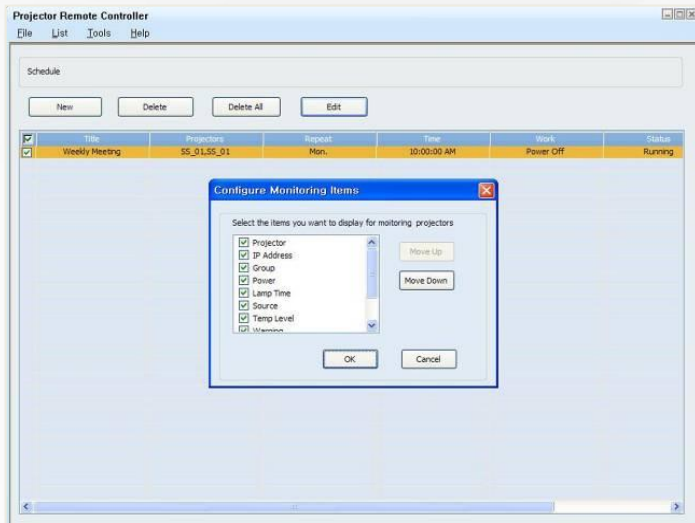 Projector Remote Controller
File List Tools Help
Schedule
New Delete Delete All Edit
Title Projectors Repeat Time Work Status
Weekly Meeting SS_01,SS_01 Mon. 10:00:00 AM Power Off Running
Configure Monitoring Items
Select the items you want to display for moitoring projectors
Projector
IP Address
Group
Power
Lamp Time
Source
Temp Level
Warning
Move Up
Move Down
OK Cancel